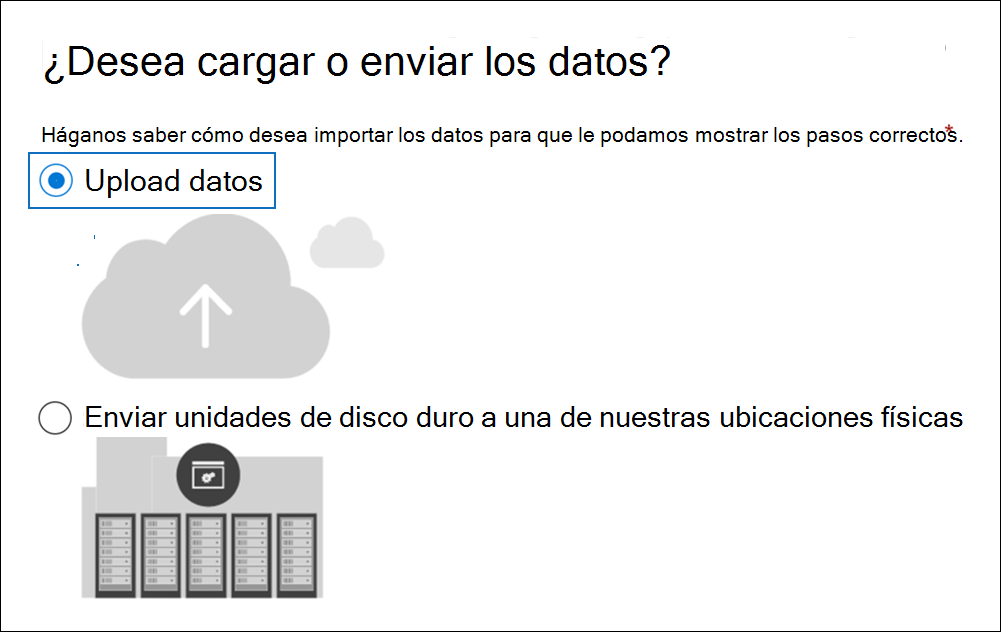 ¿Desea cargar o enviar los datos?
Háganos saber cómo desea importar los datos para que le podamos mostrar los pasos correctos.*
Upload datos
Enviar unidades de disco duro a una de nuestras ubicaciones físicas